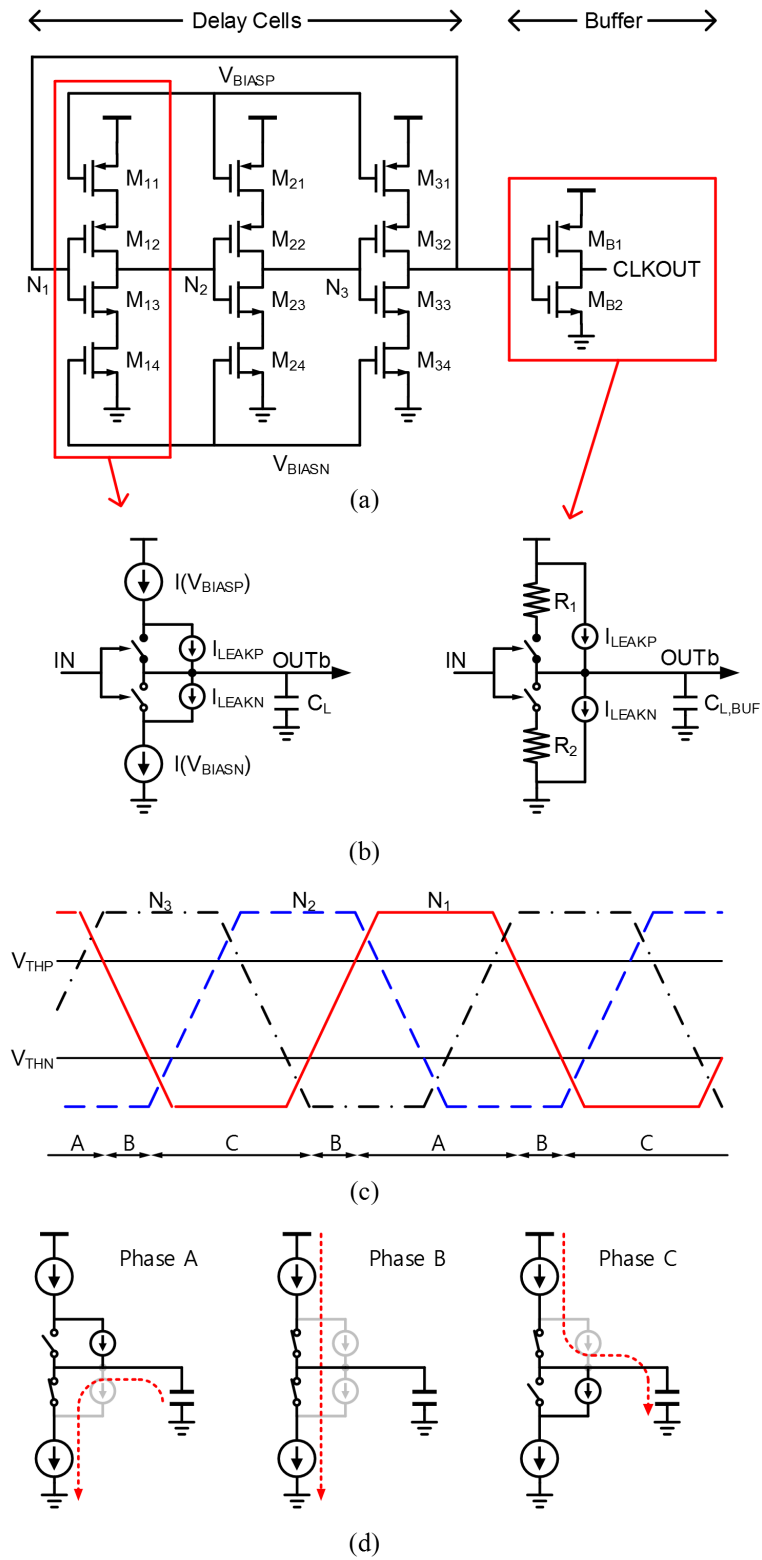 Delay Cells
Buffer
VBIASP
M11
M21
M31
M12
M22
M32
MB1
N1
N2
N3
CLKOUT
M13
M23
M33
MB2
M14
M24
M34
VBIASN
(a)
I(VBIASP)
R1
IN
ILEAKP
OUTb
IN
ILEAKP
OUTb
ILEAKN
CL
ILEAKN
CL,BUF
I(VBIASN)
R2
(b)
N3
N2
N1
VTHP
VTHN
A
B
C
B
A
B
C
(c)
Phase A
Phase B
Phase C
(d)